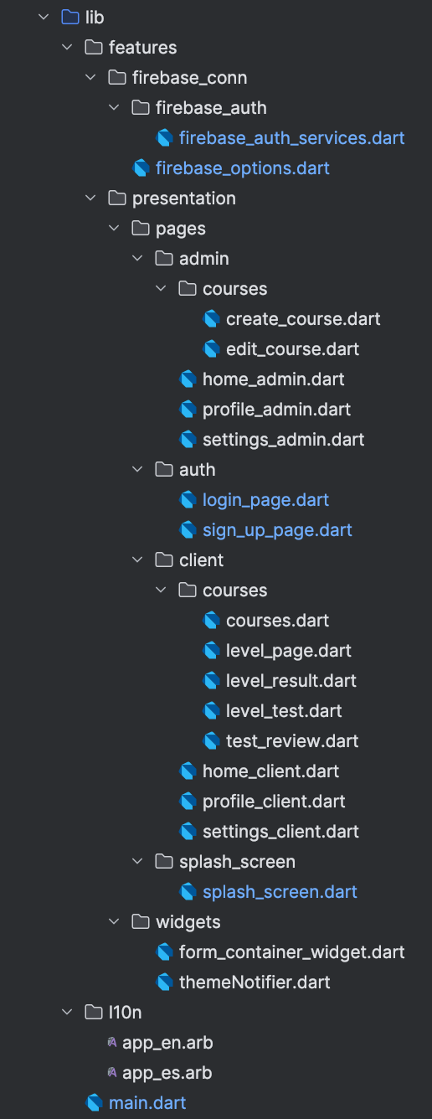 lib
features
firebase_conn
firebase_auth
firebase_auth_services.dart
firebase_options.dart
presentation
pages
admin
courses
create_course.dart
edit_course.dart
home_admin.dart
profile_admin.dart
settings_admin.dart
auth
login_page.dart
sign_up_page.dart
client
courses
courses.dart
level_page.dart
level_result.dart
level_test.dart
test_review.dart
home_client.dart
profile_client.dart
settings_client.dart
splash_screen
splash_screen.dart
widgets
form_container_widget.dart
themeNotifier.dart
l10n
app_en.arb
app_es.arb
main.dart